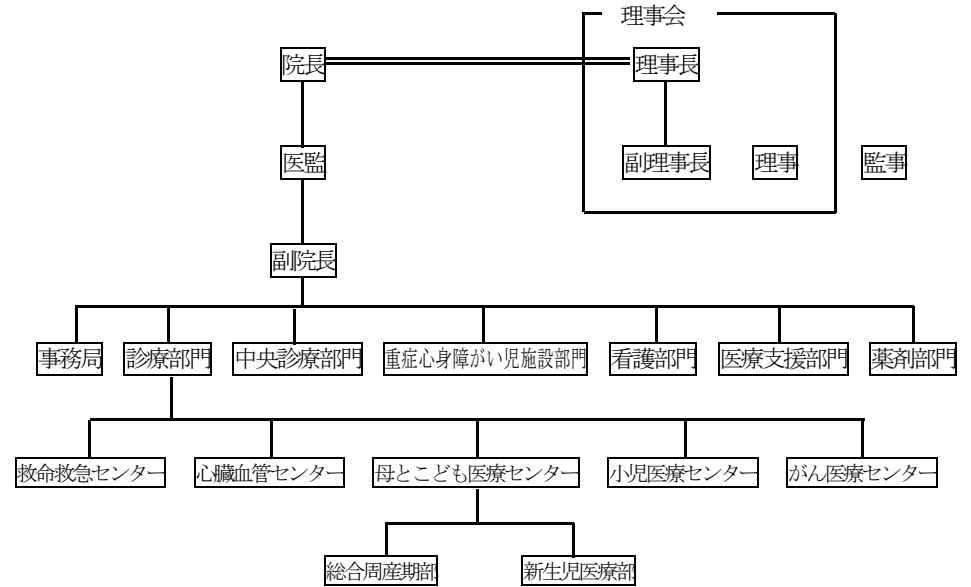 理事会
院長
理事長
医監
副理事長
理事
監事
副院長
事務局
診療部門
中央診療部門
重症心身障がい児施設部門
看護部門
医療支援部門
薬剤部門
救命救急センター
心臓血管センター
母とこども医療センター
小児医療センター
がん医療センター
総合周産期部
新生児医療部